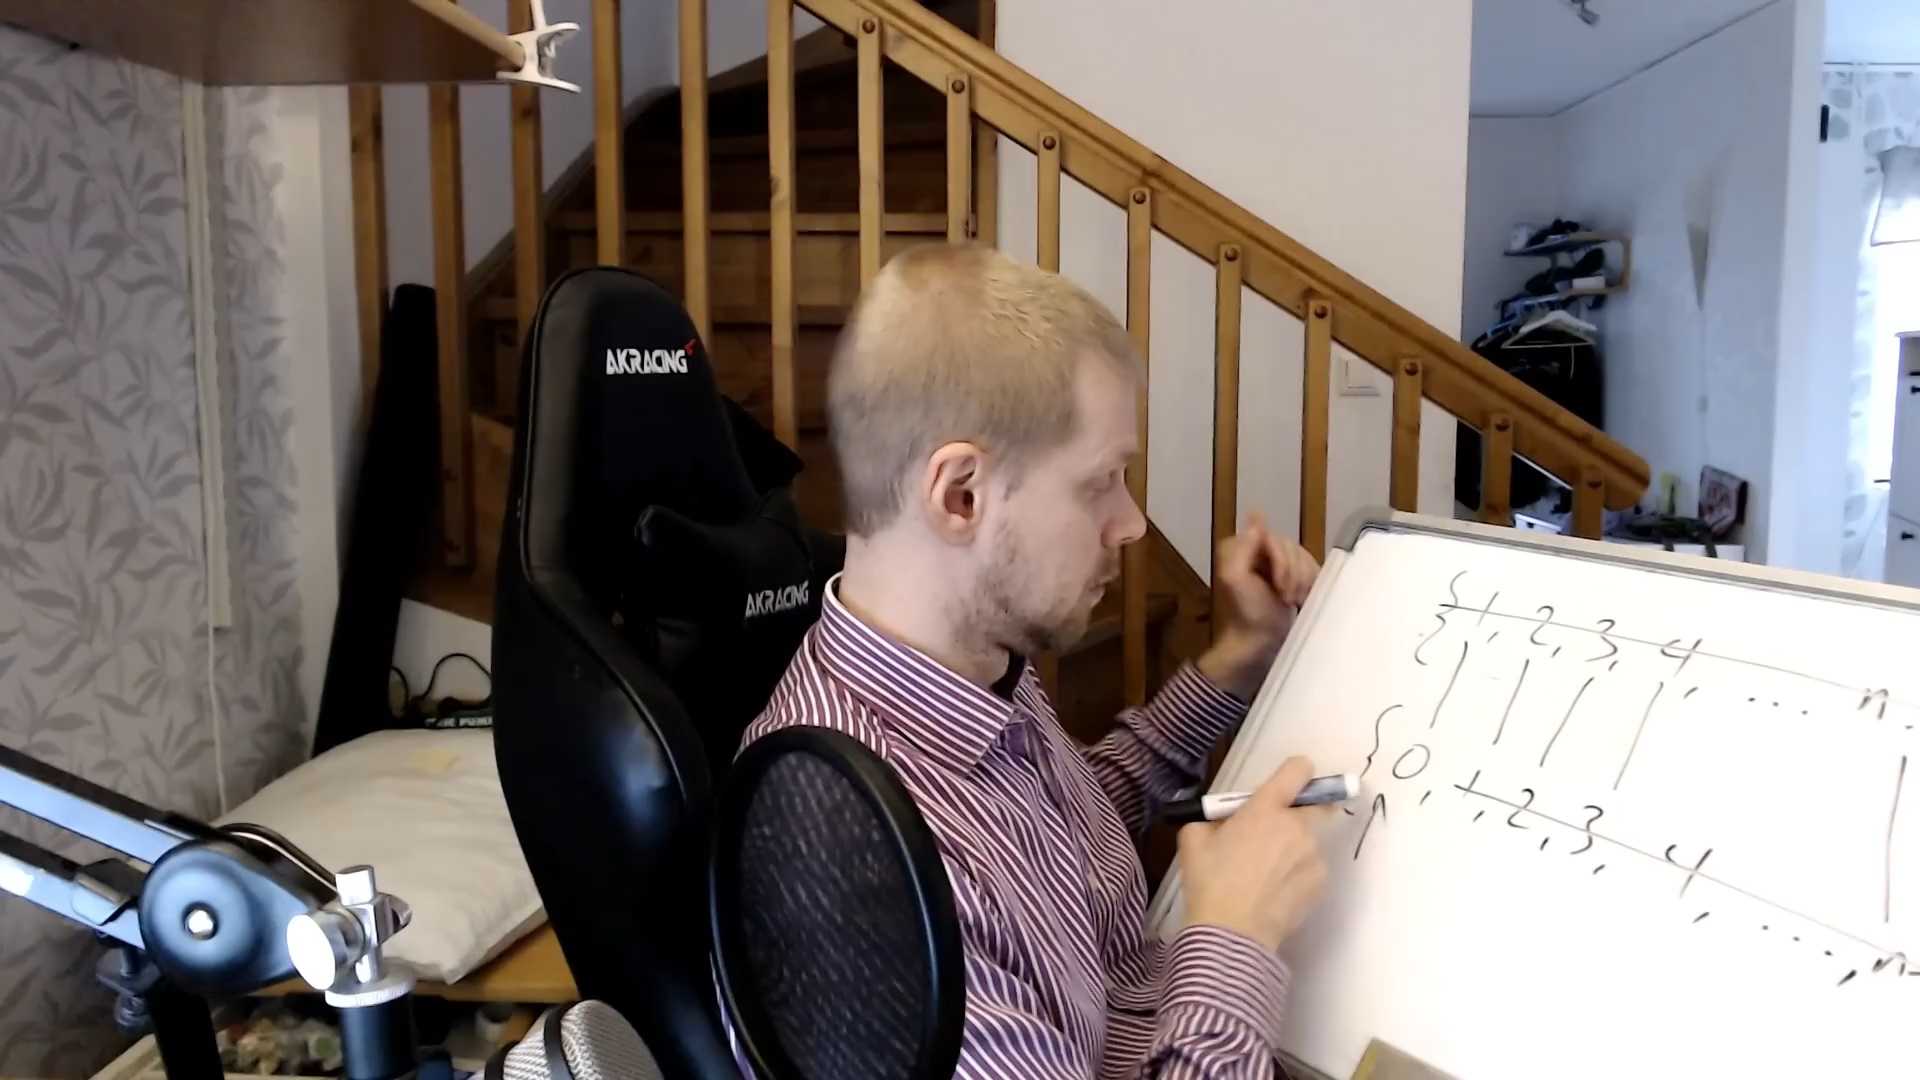 AKRACING
AKRACING
{1, 2, 3, 4, ... n.
{0, 1, 2, 3, 4, ..., n